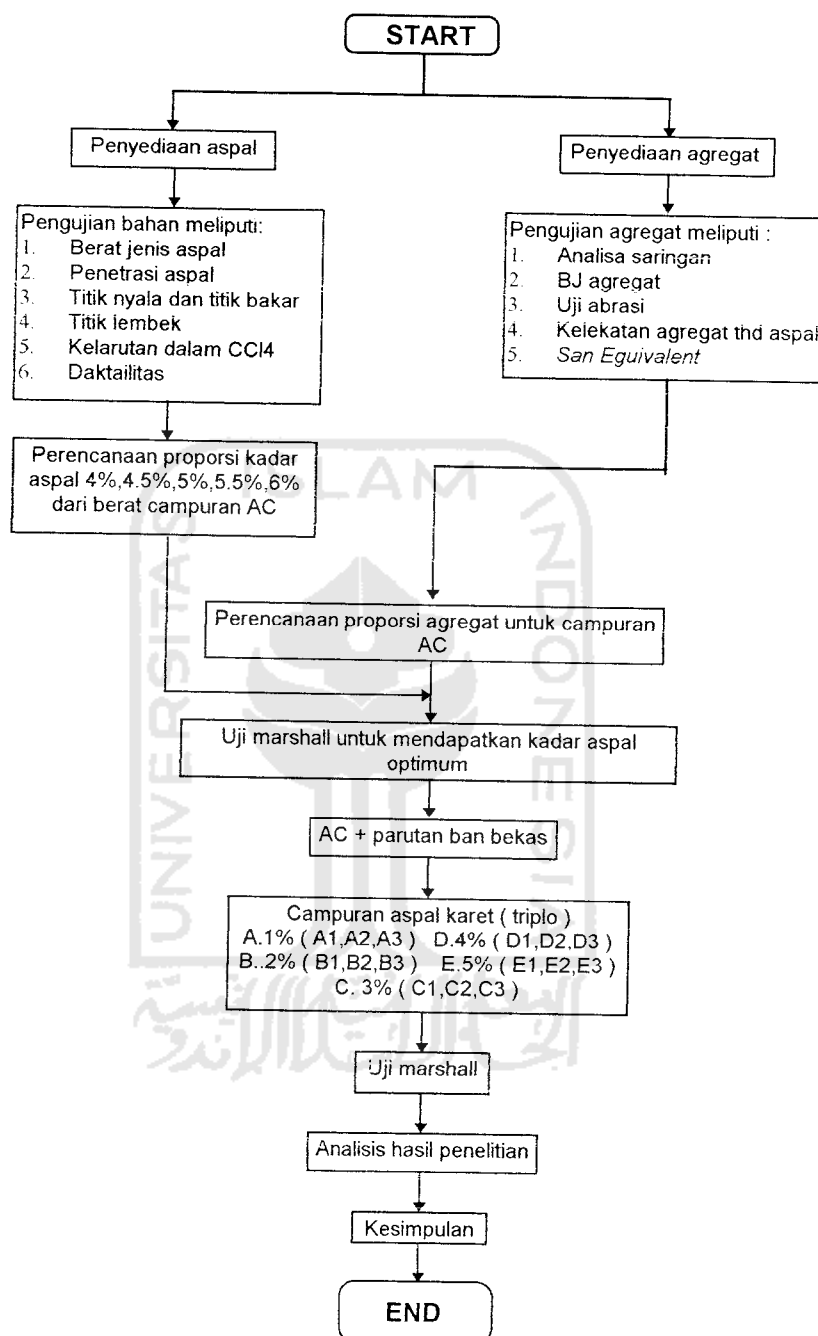 START
Penyediaan aspal
Penyediaan agregat
Pengujian bahan meliputi:
1. Berat jenis aspal
2. Penetrasi aspal
3. Titik nyala dan titik bakar
4. Titik lembek
5. Kelarutan dalam CCl4
6. Daktailitas
Pengujian agregat meliputi :
1. Analisa saringan
2. BJ agregat
3. Uji abrasi
4. Kelekatan agregat thd aspal
5. San Eguivalent
Perencanaan proporsi kadar
aspal 4%,4.5%,5%,5.5%,6%
dari berat campuran AC
Perencanaan proporsi agregat untuk campuran
AC
Uji marshall untuk mendapatkan kadar aspal
optimum
AC + parutan ban bekas
Campuran aspal karet ( triplo )
A.1% ( A1,A2,A3 ) D.4% ( D1,D2,D3 )
B..2% ( B1,B2,B3 ) E.5% ( E1,E2,E3 )
C. 3% ( C1,C2,C3 )
Uji marshall
Analisis hasil penelitian
Kesimpulan
END
UNIVERSITAS
ISLAM
INDONESIA